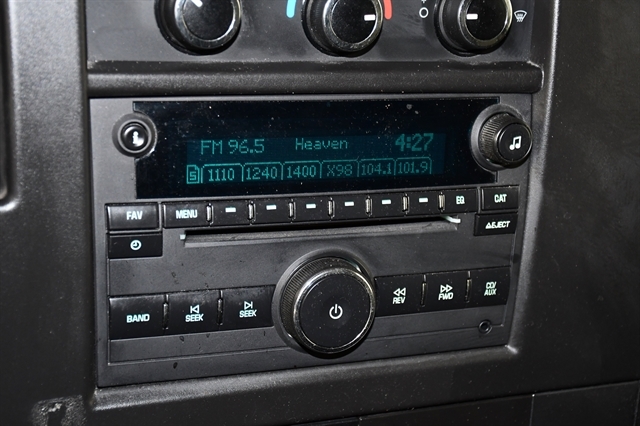 FM 96.5 Heaven 4:27
5 1110 1240 1400 X98 104.1 101.9
FAV MENU EQ CAT
EJECT
BAND SEEK SEEK REV FWD CD/AUX